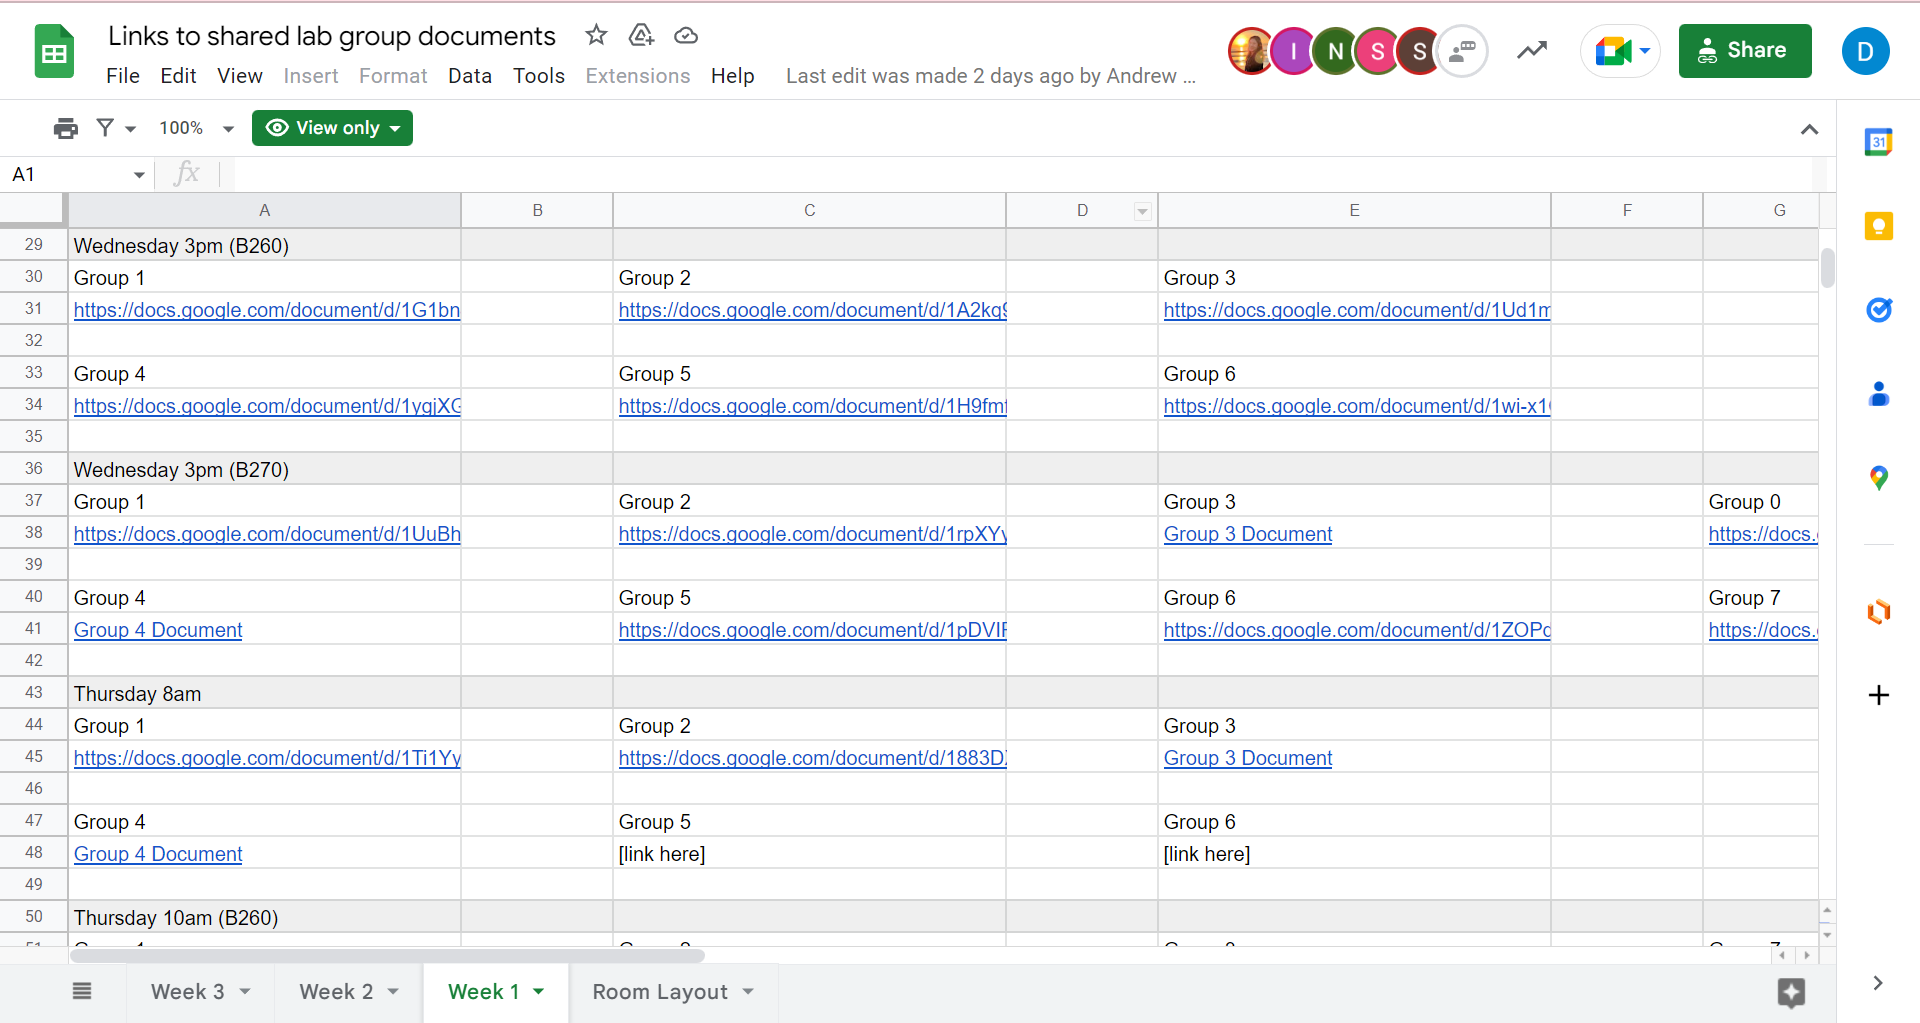 Links to shared lab group documents
I N S S
Share
D
File Edit View Insert Format Data Tools Extensions Help Last edit was made 2 days ago by Andrew ...
100% View only
31
A1 fx
A B C D E F G
29 Wednesday 3pm (B260)
30 Group 1 Group 2 Group 3
31 https://docs.google.com/document/d/1G1bn https://docs.google.com/document/d/1A2kq9 https://docs.google.com/document/d/1Ud1m
32
33 Group 4 Group 5 Group 6
34 https://docs.google.com/document/d/1ygjXG https://docs.google.com/document/d/1H9fmf https://docs.google.com/document/d/1wi-x1
35
36 Wednesday 3pm (B270)
37 Group 1 Group 2 Group 3 Group 0
38 https://docs.google.com/document/d/1UuBh https://docs.google.com/document/d/1rpXYy Group 3 Document https://docs.
39
40 Group 4 Group 5 Group 6 Group 7
41 Group 4 Document https://docs.google.com/document/d/1pDVI https://docs.google.com/document/d/1ZOPc https://docs.
42
43 Thursday 8am
44 Group 1 Group 2 Group 3
45 https://docs.google.com/document/d/1Ti1Yy https://docs.google.com/document/d/1883D Group 3 Document
46
47 Group 4 Group 5 Group 6
48 Group 4 Document [link here] [link here]
49
50 Thursday 10am (B260)
Week 3 Week 2 Week 1 Room Layout